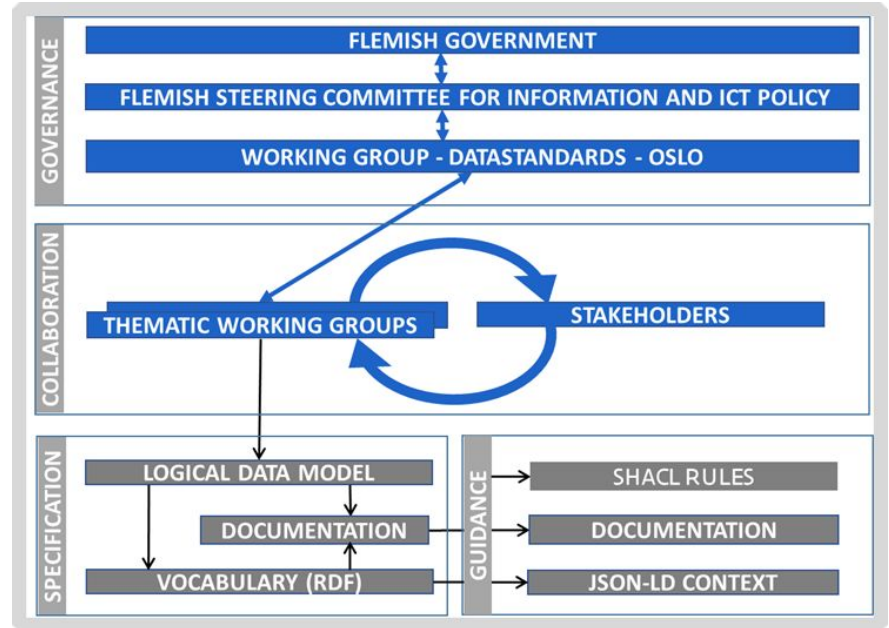 GOVERNANCE
FLEMISH GOVERNMENT
FLEMISH STEERING COMMITTEE FOR INFORMATION AND ICT POLICY
WORKING GROUP - DATASTANDARDS - OSLO
COLLABORATION
THEMATIC WORKING GROUPS
STAKEHOLDERS
SPECIFICATION
LOGICAL DATA MODEL
DOCUMENTATION
VOCABULARY (RDF)
GUIDANCE
SHACL RULES
DOCUMENTATION
JSON-LD CONTEXT